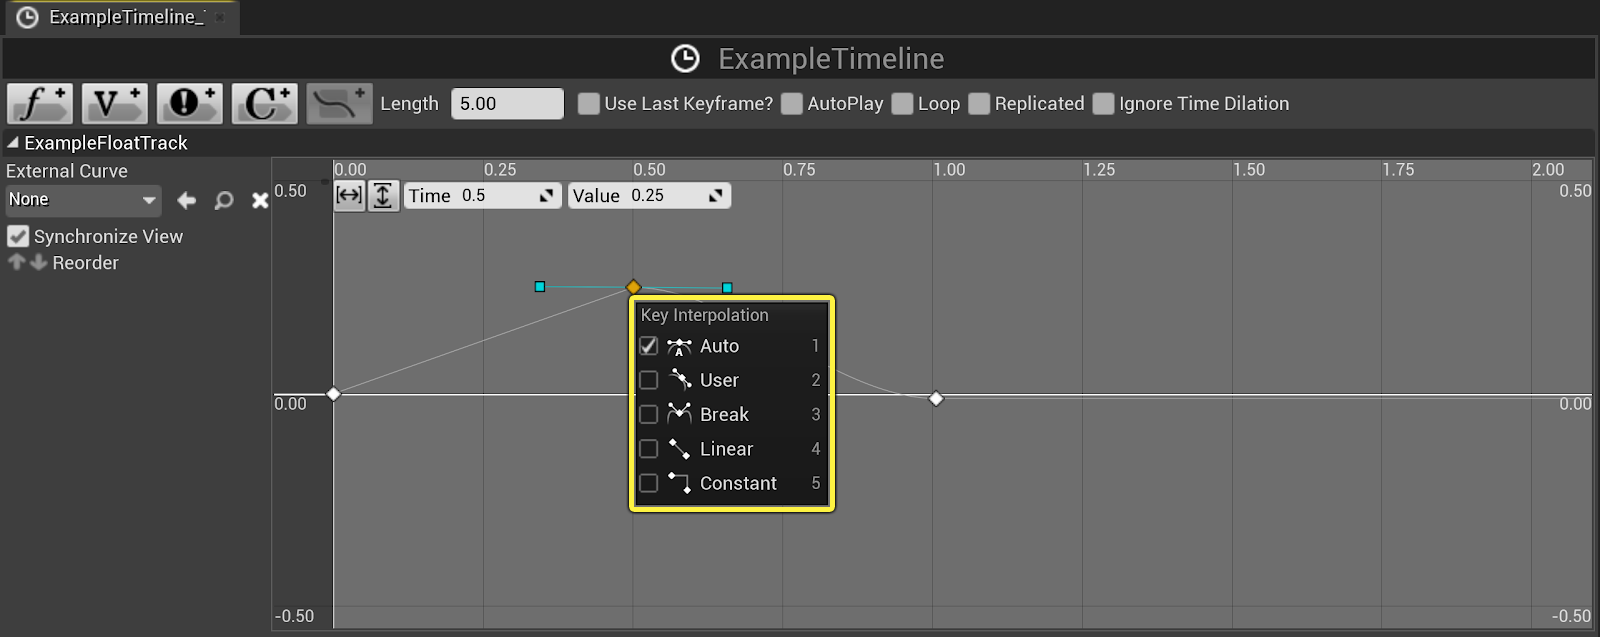 ExampleTimeline_
ExampleTimeline
f V ! C Length 5.00 Use Last Keyframe? AutoPlay Loop Replicated Ignore Time Dilation
ExampleFloatTrack
External Curve
None
Synchronize View
Reorder
0.00 0.25 0.50 0.75 1.00 1.25 1.50 1.75 2.00
0.50 0.50
Time 0.5 Value 0.25
Key Interpolation
Auto 1
User 2
Break 3
Linear 4
Constant 5
0.00 0.00
-0.50 -0.50